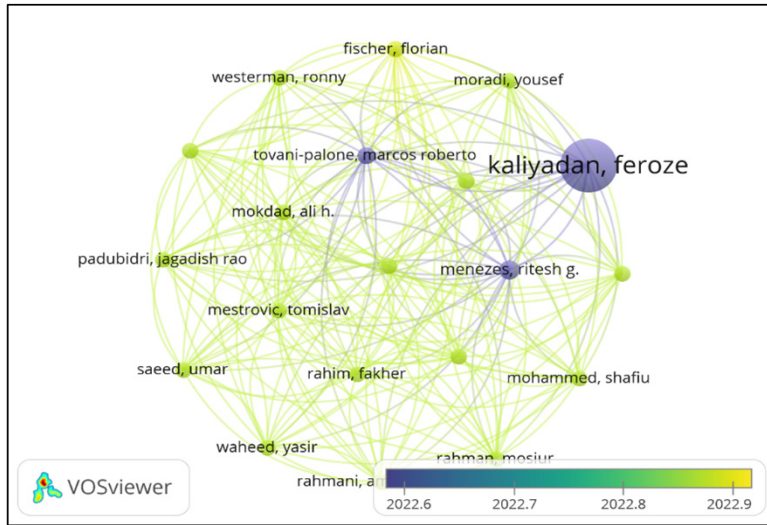 fischer, florian
westerman, ronny
moradi, yousef
tovani-palone, marcos roberto
kaliyadan, feroze
mokdad, ali h.
padubidri, jagadish rao
menezes, ritesh g.
mestrovic, tomislav
saeed, umar
rahim, fakher
mohammed, shafiu
waheed, yasir
rahman, mosiur
rahmani,
VOSviewer
2022.6 2022.7 2022.8 2022.9